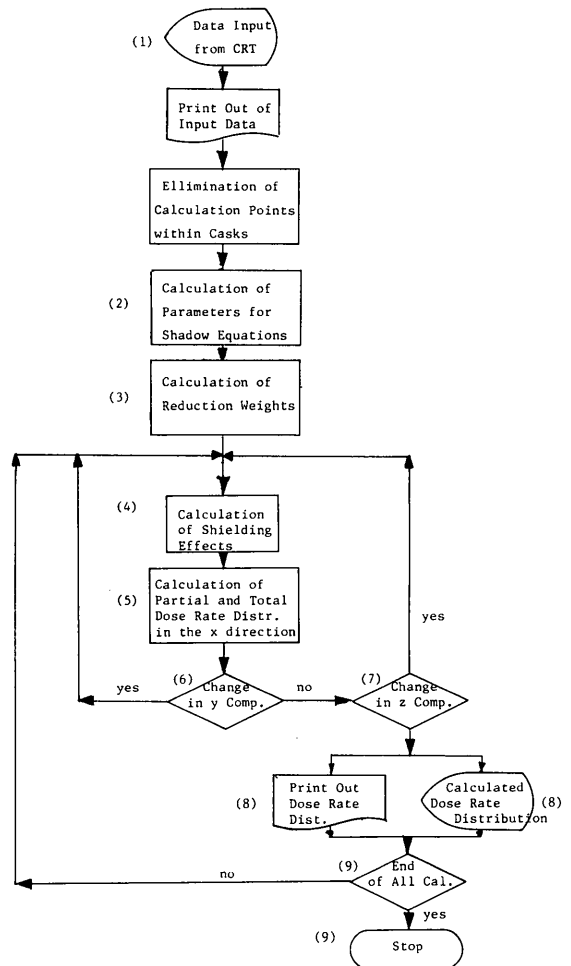 (1)
Data Input
from CRT
Print Out of
Input Data
Ellimination of
Calculation Points
within Casks
(2)
Calculation of
Parameters for
Shadow Equations
(3)
Calculation of
Reduction Weights
(4)
Calculation
of Shielding
Effects
(5)
Calculation of
Partial and Total
Dose Rate Distr.
in the x direction
yes
(6)
Change
in y Comp.
yes
no
(7)
Change
in z Comp.
(8)
Print Out
Dose Rate
Dist.
Calculated
Dose Rate
Distribution
(8)
(9)
End
of All Cal.
no
yes
(9)
Stop